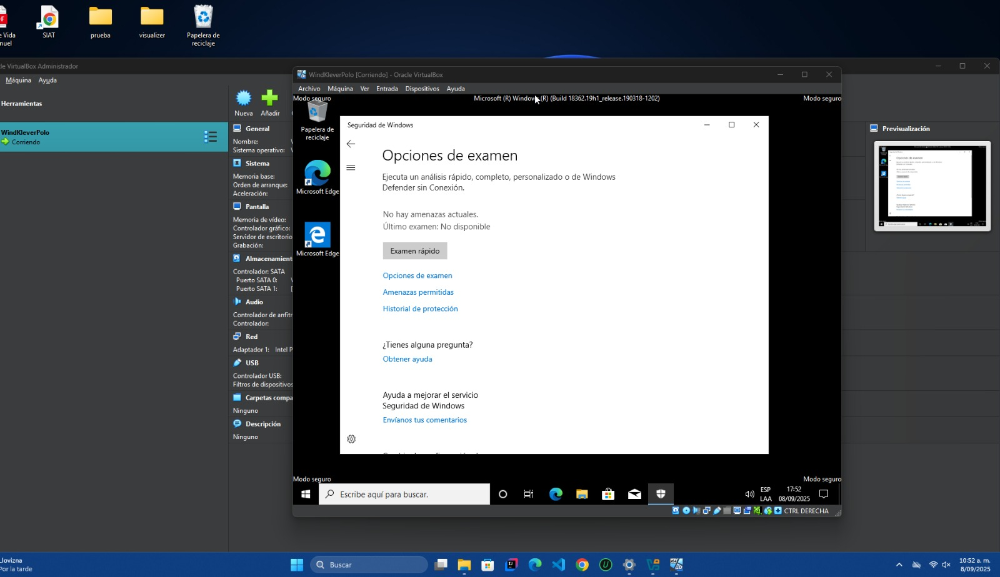 e Vida
nuel
SIAT
prueba
visualizer
Papelera de
reciclaje
le VirtualBox Administrador
Máquina Ayuda
Herramientas
Nueva Añadir
WindKleverPolo
Corriendo
General
Nombre:
Sistema operativo:
Sistema
Memoria base:
Orden de arranque:
Aceleración:
Pantalla
Memoria de vídeo:
Controlador gráfico:
Servidor de escritorio
Grabación:
Almacenamient
Controlador: SATA
Puerto SATA 0:
Puerto SATA 1:
Audio
Controlador de anfitr
Controlador:
Red
Adaptador 1: Intel P
USB
Controlador USB:
Filtros de dispositivos
Carpetas compa
Ninguno
Descripción
Ninguno
Previsualización
WindKleverPolo [Corriendo] - Oracle VirtualBox
Archivo Máquina Ver Entrada Dispositivos Ayuda
Modo seguro Microsoft (R) Windows (R) (Build 18362.19h1_release.190318-1202) Modo seguro
Papelera de
reciclaje
Microsoft Edge
Microsoft Edge
Seguridad de Windows
Opciones de examen
Ejecuta un análisis rápido, completo, personalizado o de Windows
Defender sin Conexión.
No hay amenazas actuales.
Último examen: No disponible
Examen rápido
Opciones de examen
Amenazas permitidas
Historial de protección
¿Tienes alguna pregunta?
Obtener ayuda
Ayuda a mejorar el servicio
Seguridad de Windows
Envíanos tus comentarios
Modo seguro Modo seguro
Escribe aquí para buscar.
ESP
LAA
17:52
08/09/2025
CTRL DERECHA
Llovizna
Por la tarde
Buscar
10:52 a. m.
8/09/2025